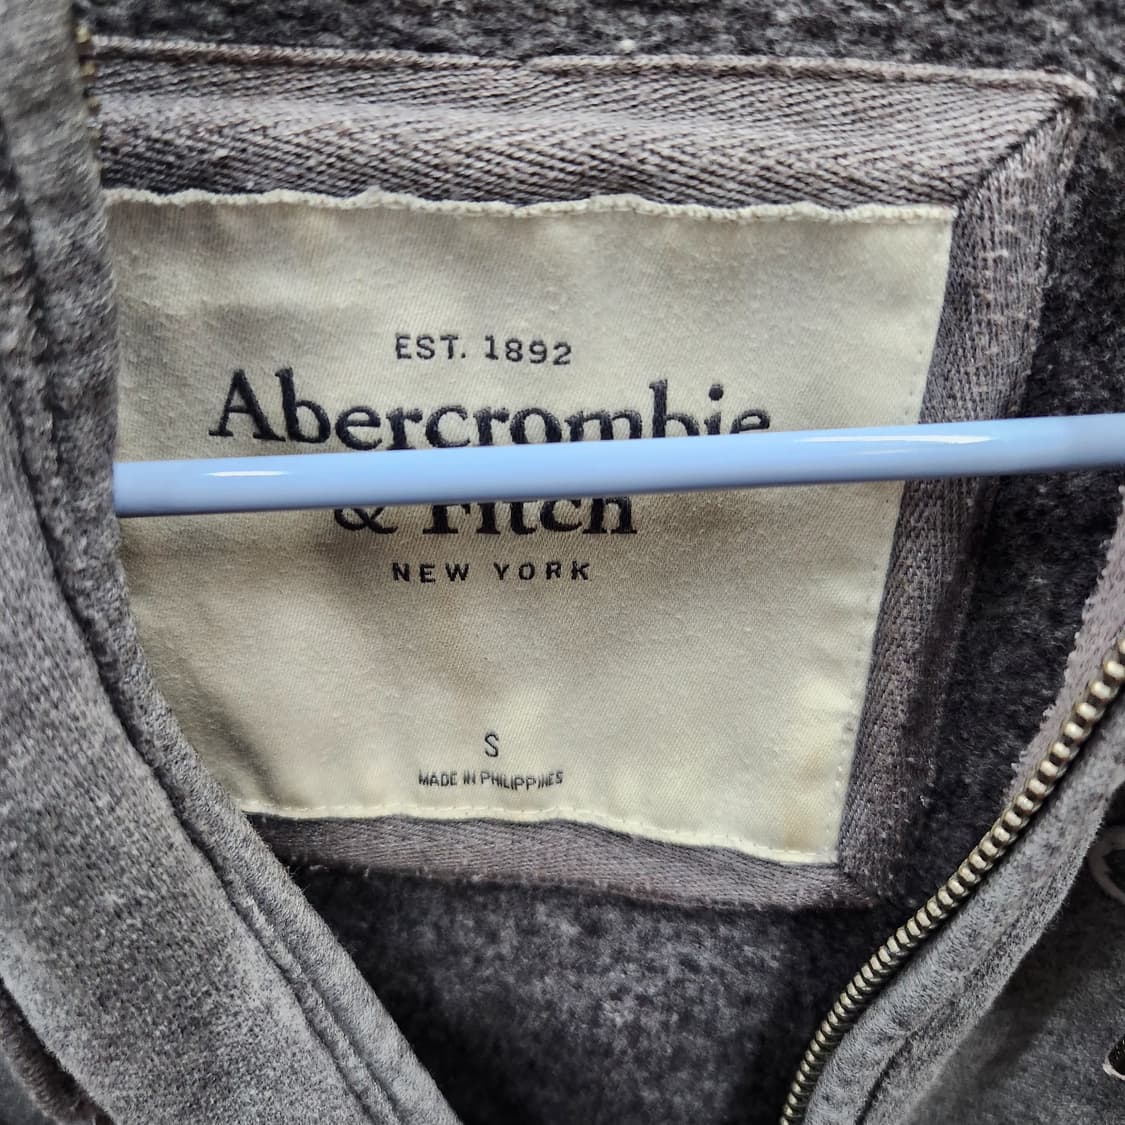 EST. 1892
Abercrombie
& Fitch
NEW YORK
S
MADE IN PHILIPPINES